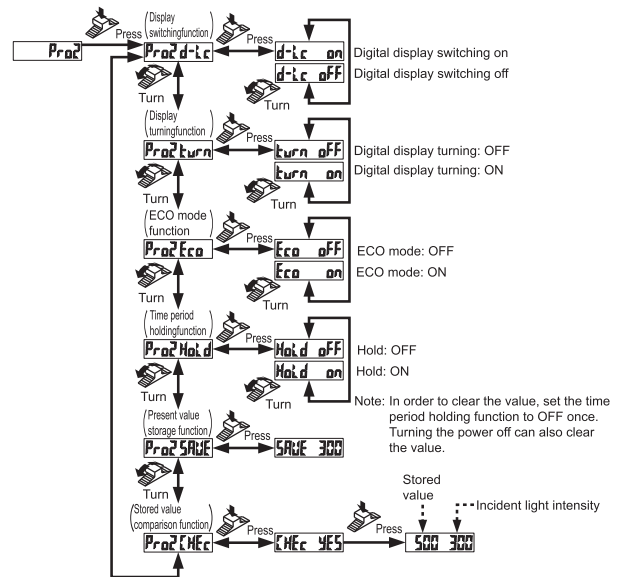 Pro2
Press
(Display
switchingfunction)
Pro2 d-ic
Press
d-ic on
Digital display switching on
d-ic oFF
Digital display switching off
Turn
Turn
(Display
turningfunction)
Pro2 turn
Press
turn oFF
Digital display turning: OFF
turn on
Digital display turning: ON
Turn
Turn
(ECO mode
function)
Pro2 Eco
Press
Eco oFF
ECO mode: OFF
Eco on
ECO mode: ON
Turn
Turn
(Time period
holdingfunction)
Pro2 Hold
Press
Hold oFF
Hold: OFF
Hold on
Hold: ON
Turn
Turn
Note: In order to clear the value, set the time
period holding function to OFF once.
Turning the power off can also clear
the value.
(Present value
storage function)
Pro2 SAVE
Press
SAVE 300
Turn
(Stored value
comparison function)
Pro2 CHEc
Press
CHEc YES
Press
Stored
value
Incident light intensity
500 300